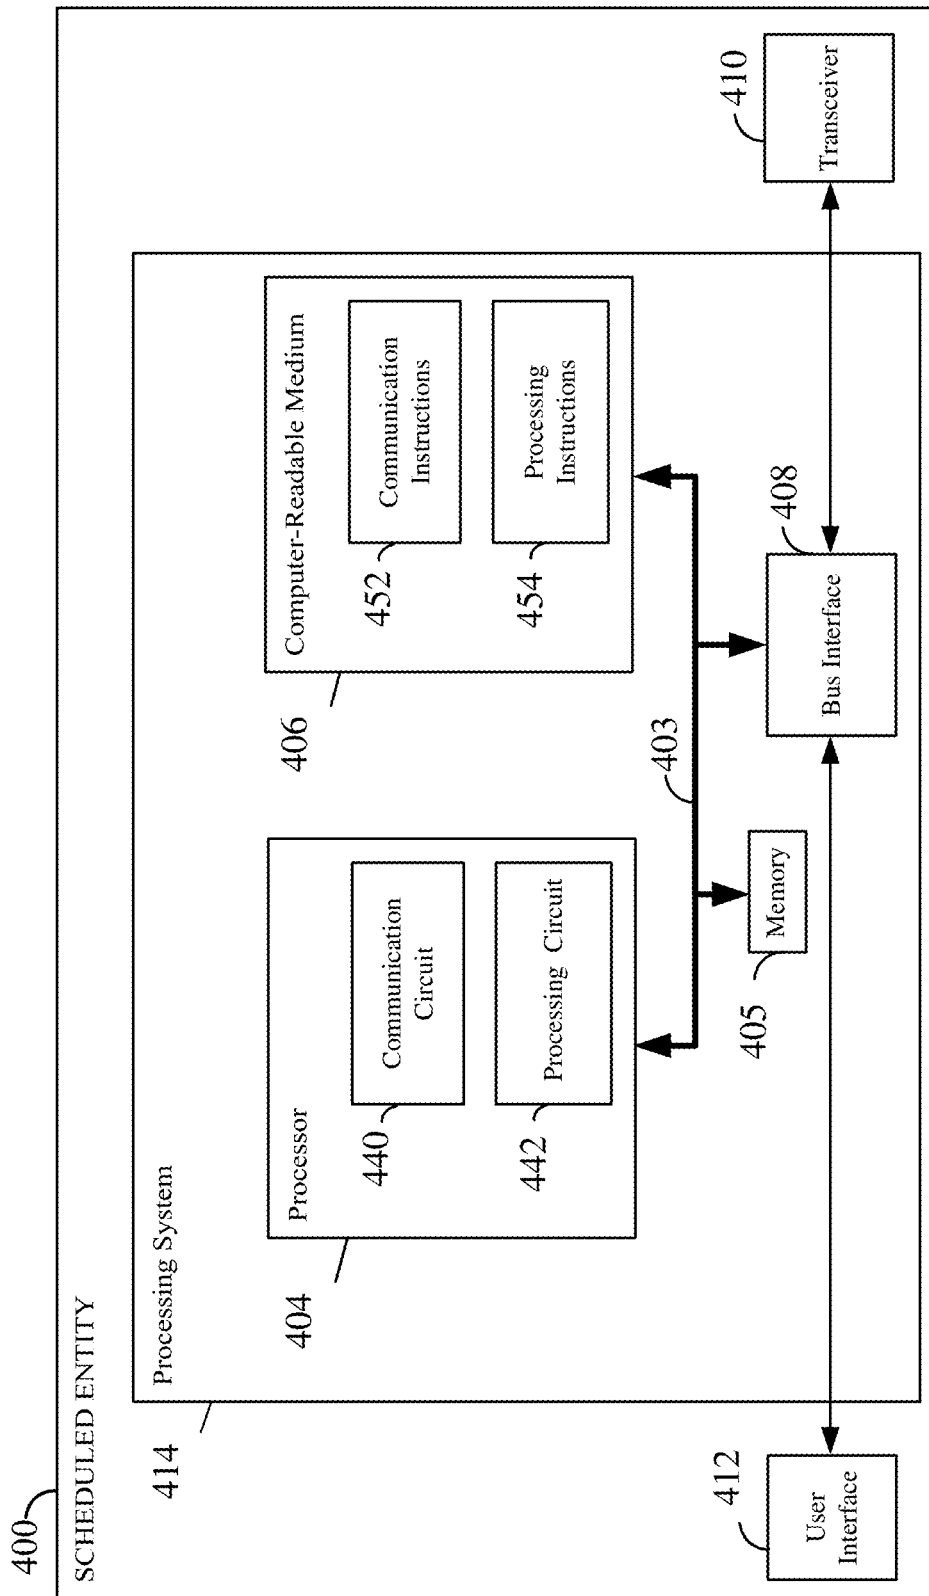 400
SCHEDULED ENTITY
414
Processing System
404
Processor
440
Communication
Circuit
442
Processing Circuit
406
Computer-Readable Medium
452
Communication
Instructions
454
Processing
Instructions
403
405
Memory
408
Bus Interface
412
User
Interface
410
Transceiver